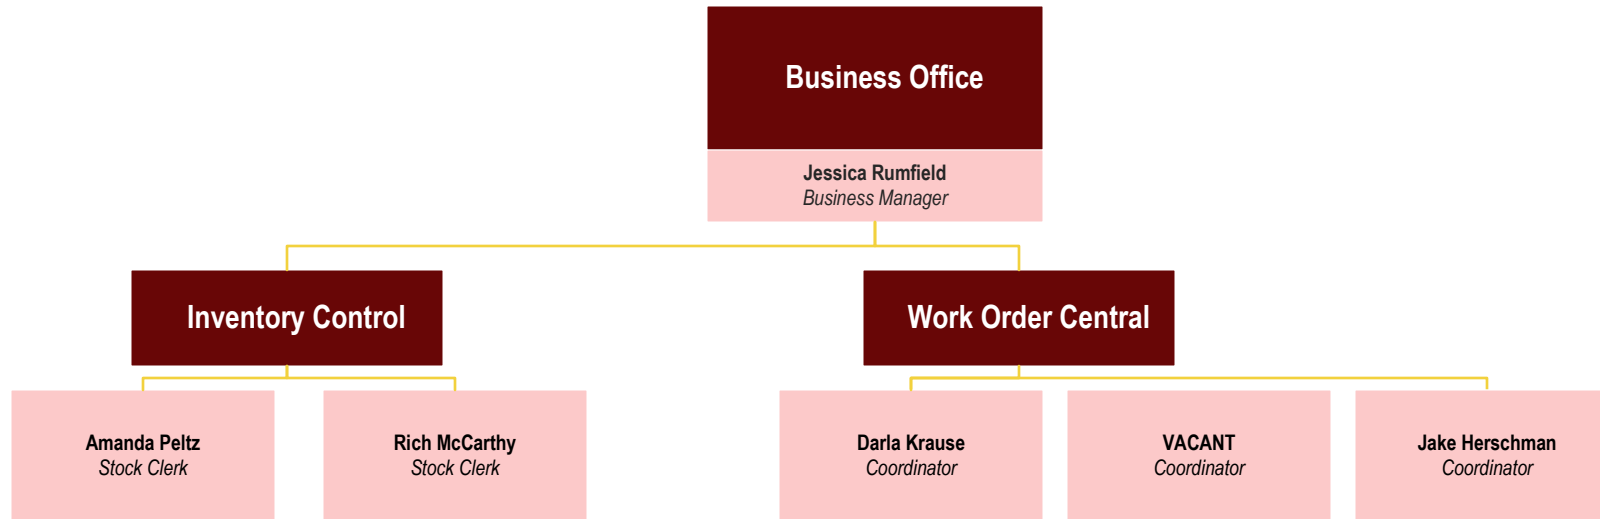 Business Office
Jessica Rumfield
Business Manager
Inventory Control
Work Order Central
Amanda Peltz
Stock Clerk
Rich McCarthy
Stock Clerk
Darla Krause
Coordinator
VACANT
Coordinator
Jake Herschman
Coordinator